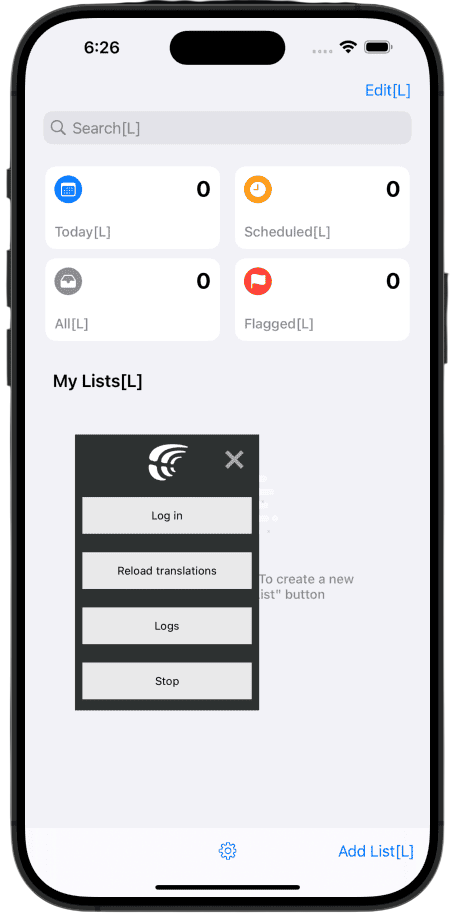 6:26
Edit[L]
Search[L]
0
0
Today[L]
Scheduled[L]
0
0
All[L]
Flagged[L]
My Lists[L]
Log in
Reload translations
Logs
Stop
To create a new
ist" button
Add List[L]